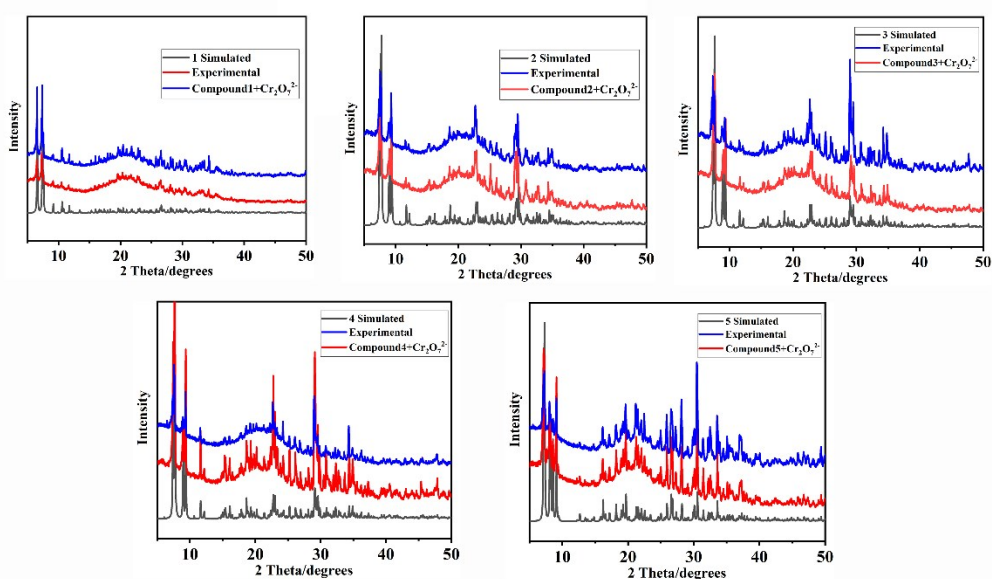 1 Simulated
Experimental
Compound1+Cr₂O₇²⁻
Intensity
10 20 30 40 50
2 Theta/degrees
2 Simulated
Experimental
Compound2+Cr₂O₇²⁻
Intensity
10 20 30 40 50
2 Theta/degrees
3 Simulated
Experimental
Compound3+Cr₂O₇²⁻
Intensity
10 20 30 40 50
2 Theta/degrees
4 Simulated
Experimental
Compound4+Cr₂O₇²⁻
Intensity
10 20 30 40 50
2 Theta/degrees
5 Simulated
Experimental
Compound5+Cr₂O₇²⁻
Intensity
10 20 30 40 50
2 Theta/degrees